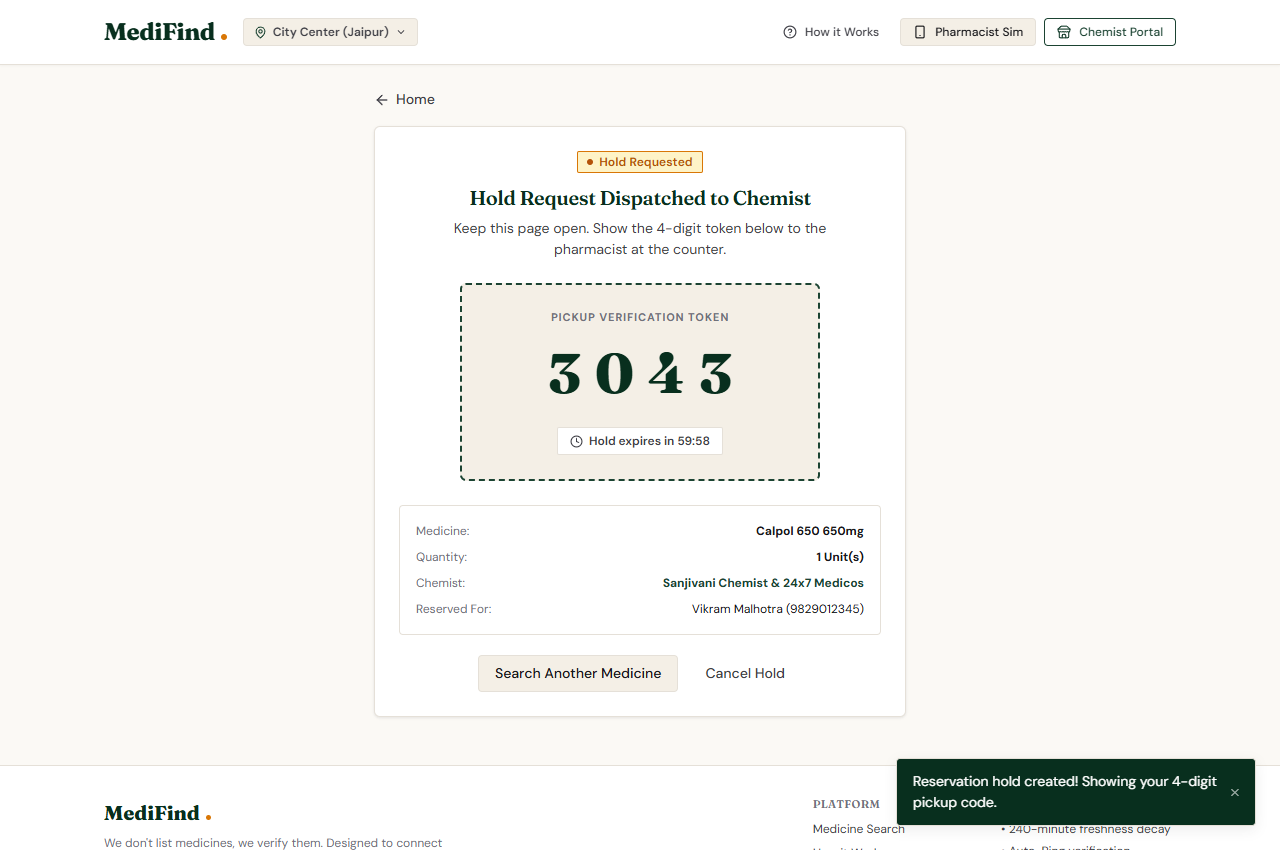 MediFind.
City Center (Jaipur)
How it Works
Pharmacist Sim
Chemist Portal
Home
Hold Requested
Hold Request Dispatched to Chemist
Keep this page open. Show the 4-digit token below to the
pharmacist at the counter.
PICKUP VERIFICATION TOKEN
3043
Hold expires in 59:58
Medicine: Calpol 650 650mg
Quantity: 1 Unit(s)
Chemist: Sanjivani Chemist & 24x7 Medicos
Reserved For: Vikram Malhotra (9829012345)
Search Another Medicine
Cancel Hold
Reservation hold created! Showing your 4-digit
pickup code.
MediFind.
We don't list medicines, we verify them. Designed to connect
PLATFORM
Medicine Search
• 240-minute freshness decay